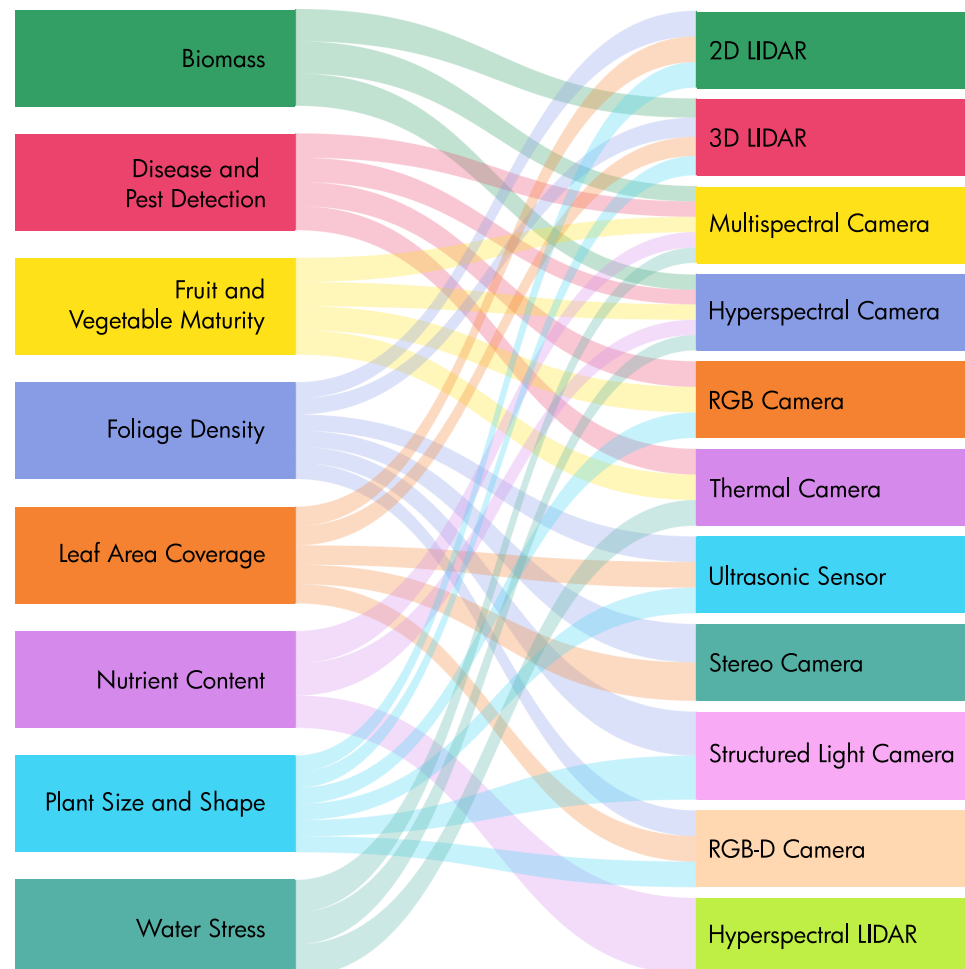 Biomass
Disease and
Pest Detection
Fruit and
Vegetable Maturity
Foliage Density
Leaf Area Coverage
Nutrient Content
Plant Size and Shape
Water Stress
2D LIDAR
3D LIDAR
Multispectral Camera
Hyperspectral Camera
RGB Camera
Thermal Camera
Ultrasonic Sensor
Stereo Camera
Structured Light Camera
RGB-D Camera
Hyperspectral LIDAR